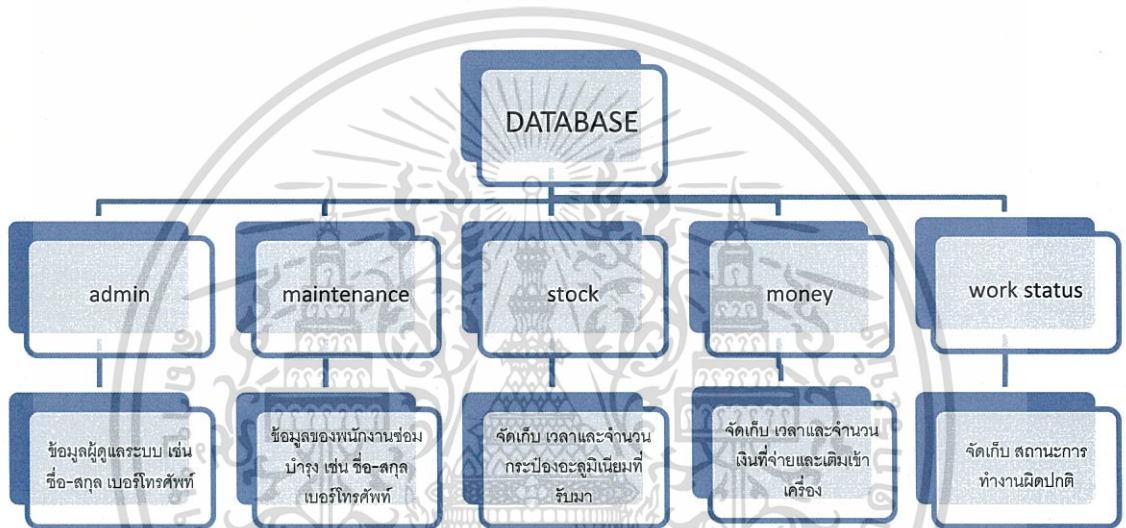 DATABASE
admin
maintenance
stock
money
work status
ข้อมูลผู้ดูแลระบบ เช่น
ชื่อ-สกุล เบอร์โทรศัพท์
ข้อมูลของพนักงานซ่อม
บำรุง เช่น ชื่อ-สกุล
เบอร์โทรศัพท์
จัดเก็บ เวลาและจำนวน
กระป๋องอะลูมิเนียมที่
รับมา
จัดเก็บ เวลาและจำนวน
เงินที่จ่ายและเติมเข้า
เครื่อง
จัดเก็บ สถานะการ
ทำงานผิดปกติ